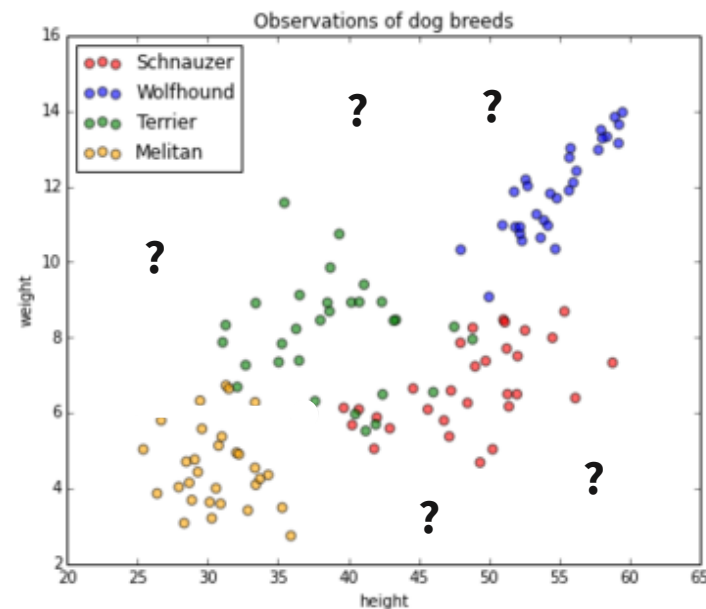 Observations of dog breeds
16
14
12
10
8
6
4
2
weight
Schnauzer
Wolfhound
Terrier
Melitan
?
?
?
?
?
20 25 30 35 40 45 50 55 60 65
height